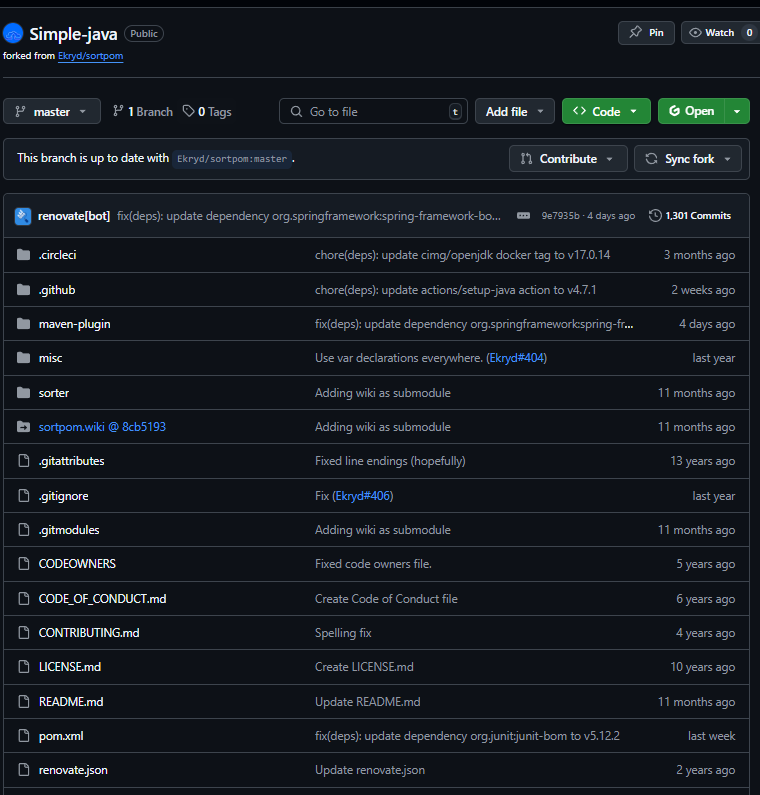 Simple-java Public Pin Watch 0
forked from Ekryd/sortpom
master 1 Branch 0 Tags Go to file t Add file Code Open
This branch is up to date with Ekryd/sortpom:master . Contribute Sync fork
renovate[bot] fix(deps): update dependency org.springframework:spring-framework-bo... 9e7935b · 4 days ago 1,301 Commits
.circleci chore(deps): update cimg/openjdk docker tag to v17.0.14 3 months ago
.github chore(deps): update actions/setup-java action to v4.7.1 2 weeks ago
maven-plugin fix(deps): update dependency org.springframework:spring-fr... 4 days ago
misc Use var declarations everywhere. (Ekryd#404) last year
sorter Adding wiki as submodule 11 months ago
sortpom.wiki @ 8cb5193 Adding wiki as submodule 11 months ago
.gitattributes Fixed line endings (hopefully) 13 years ago
.gitignore Fix (Ekryd#406) last year
.gitmodules Adding wiki as submodule 11 months ago
CODEOWNERS Fixed code owners file. 5 years ago
CODE_OF_CONDUCT.md Create Code of Conduct file 6 years ago
CONTRIBUTING.md Spelling fix 4 years ago
LICENSE.md Create LICENSE.md 10 years ago
README.md Update README.md 11 months ago
pom.xml fix(deps): update dependency org.junit:junit-bom to v5.12.2 last week
renovate.json Update renovate.json 2 years ago